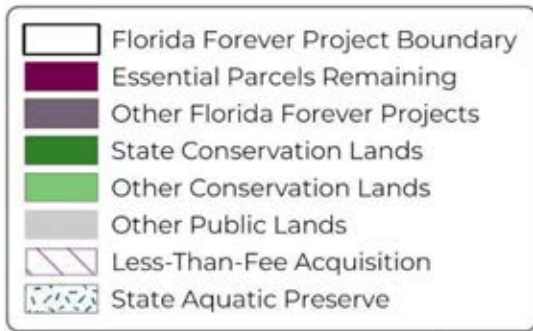 Florida Forever Project Boundary
Essential Parcels Remaining
Other Florida Forever Projects
State Conservation Lands
Other Conservation Lands
Other Public Lands
Less-Than-Fee Acquisition
State Aquatic Preserve